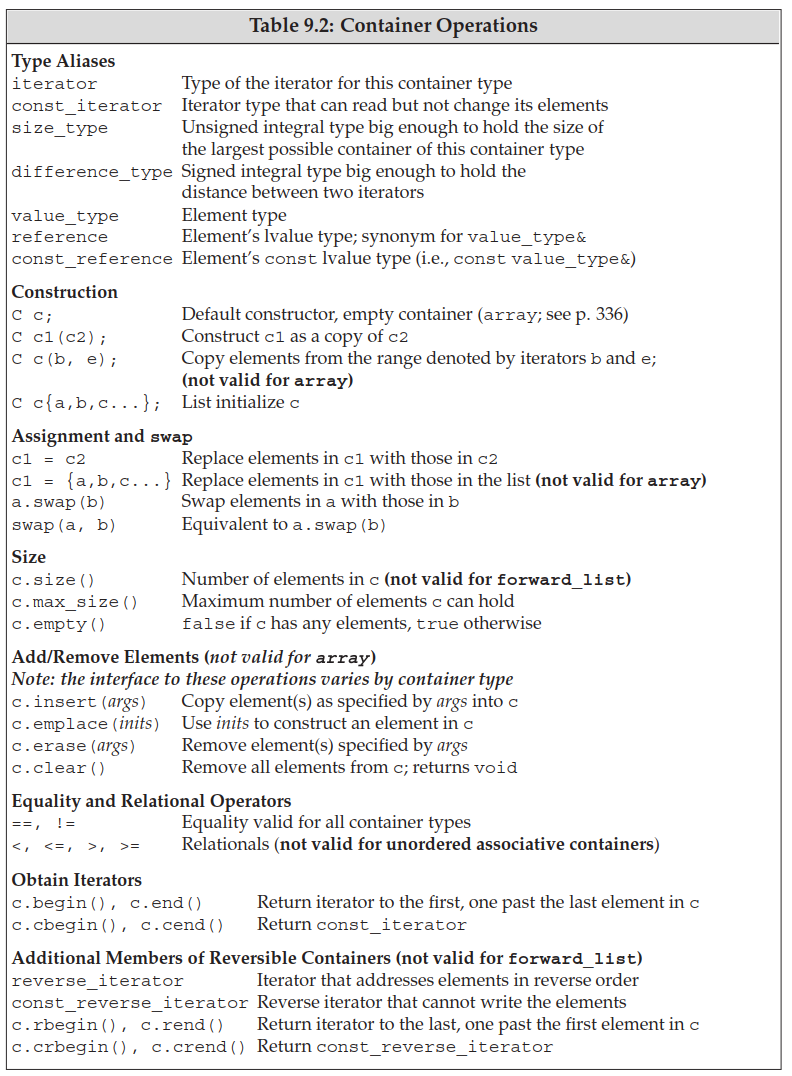 Table 9.2: Container Operations
Type Aliases
iterator Type of the iterator for this container type
const_iterator Iterator type that can read but not change its elements
size_type Unsigned integral type big enough to hold the size of
the largest possible container of this container type
difference_type Signed integral type big enough to hold the
distance between two iterators
value_type Element type
reference Element's lvalue type; synonym for value_type&
const_reference Element's const lvalue type (i.e., const value_type&)
Construction
C c; Default constructor, empty container (array; see p. 336)
C c1(c2); Construct c1 as a copy of c2
C c(b, e); Copy elements from the range denoted by iterators b and e;
(not valid for array)
C c{a,b,c...}; List initialize c
Assignment and swap
c1 = c2 Replace elements in c1 with those in c2
c1 = {a,b,c...} Replace elements in c1 with those in the list (not valid for array)
a.swap(b) Swap elements in a with those in b
swap(a, b) Equivalent to a.swap(b)
Size
c.size() Number of elements in c (not valid for forward_list)
c.max_size() Maximum number of elements c can hold
c.empty() false if c has any elements, true otherwise
Add/Remove Elements (not valid for array)
Note: the interface to these operations varies by container type
c.insert(args) Copy element(s) as specified by args into c
c.emplace(inits) Use inits to construct an element in c
c.erase(args) Remove element(s) specified by args
c.clear() Remove all elements from c; returns void
Equality and Relational Operators
==, != Equality valid for all container types
<, <=, >, >= Relationals (not valid for unordered associative containers)
Obtain Iterators
c.begin(), c.end() Return iterator to the first, one past the last element in c
c.cbegin(), c.cend() Return const_iterator
Additional Members of Reversible Containers (not valid for forward_list)
reverse_iterator Iterator that addresses elements in reverse order
const_reverse_iterator Reverse iterator that cannot write the elements
c.rbegin(), c.rend() Return iterator to the last, one past the first element in c
c.crbegin(), c.crend() Return const_reverse_iterator